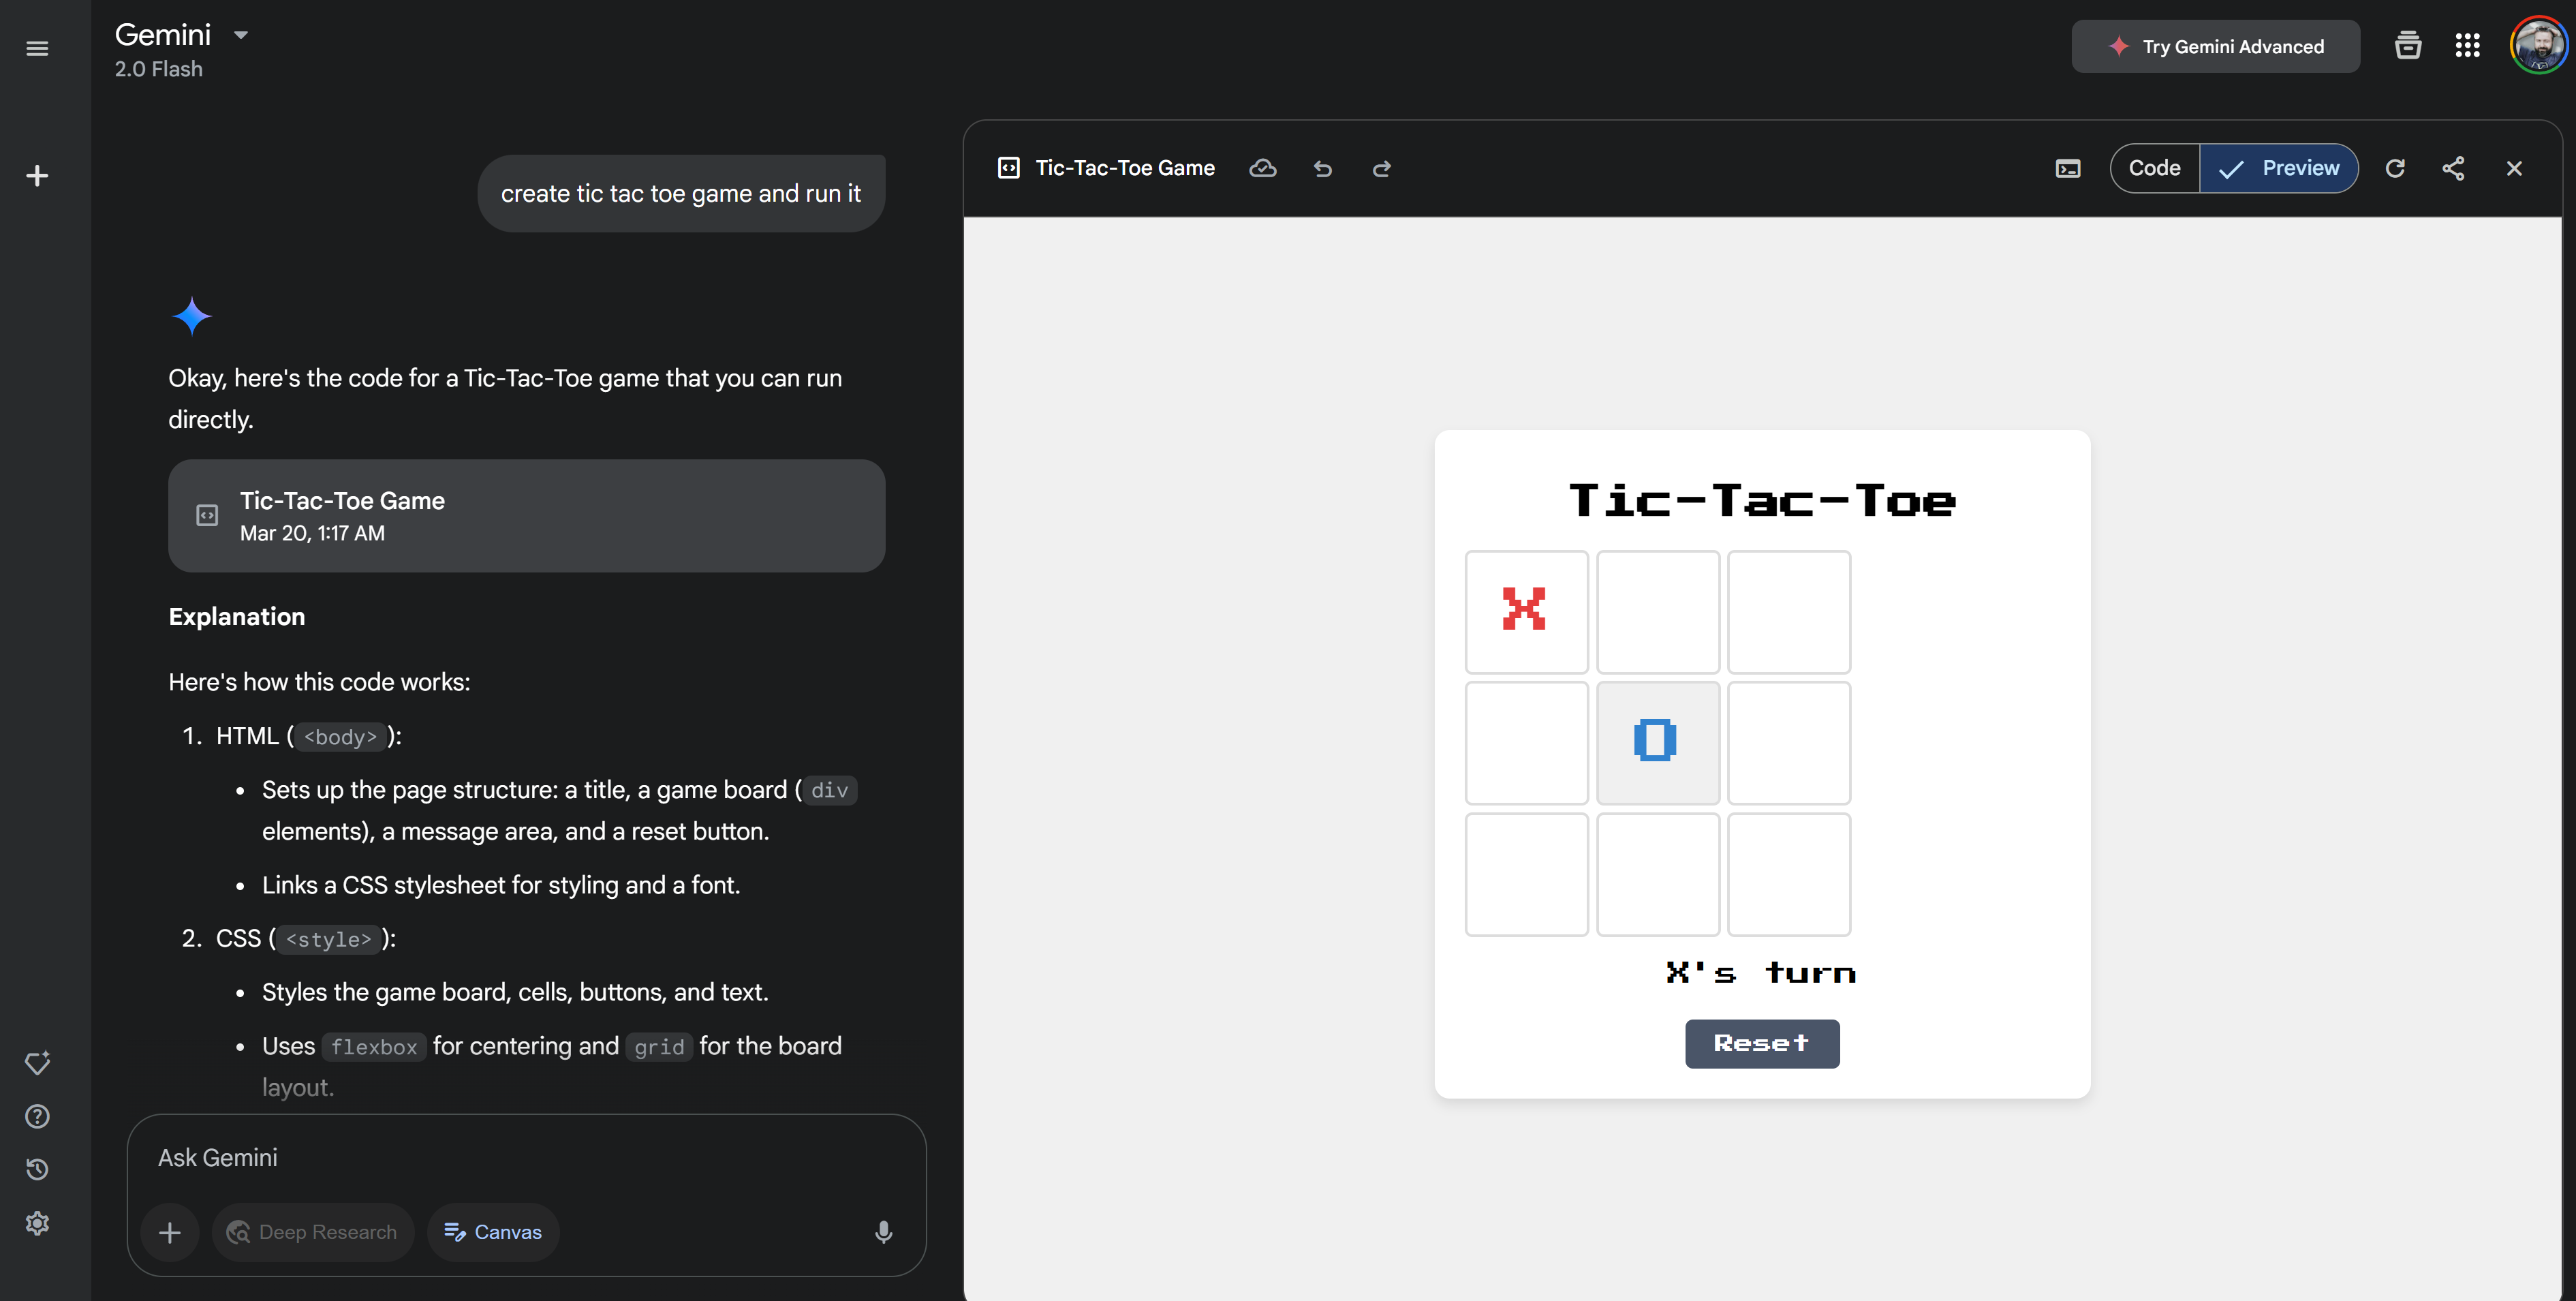 Gemini
2.0 Flash
Try Gemini Advanced
create tic tac toe game and run it
Okay, here's the code for a Tic-Tac-Toe game that you can run
directly.
Tic-Tac-Toe Game
Mar 20, 1:17 AM
Explanation
Here's how this code works:
1. HTML ( <body> ):
• Sets up the page structure: a title, a game board ( div
elements), a message area, and a reset button.
• Links a CSS stylesheet for styling and a font.
2. CSS ( <style> ):
• Styles the game board, cells, buttons, and text.
• Uses flexbox for centering and grid for the board
layout.
Ask Gemini
Deep Research
Canvas
Tic-Tac-Toe Game
Code
Preview
Tic-Tac-Toe
X
O
X's turn
Reset